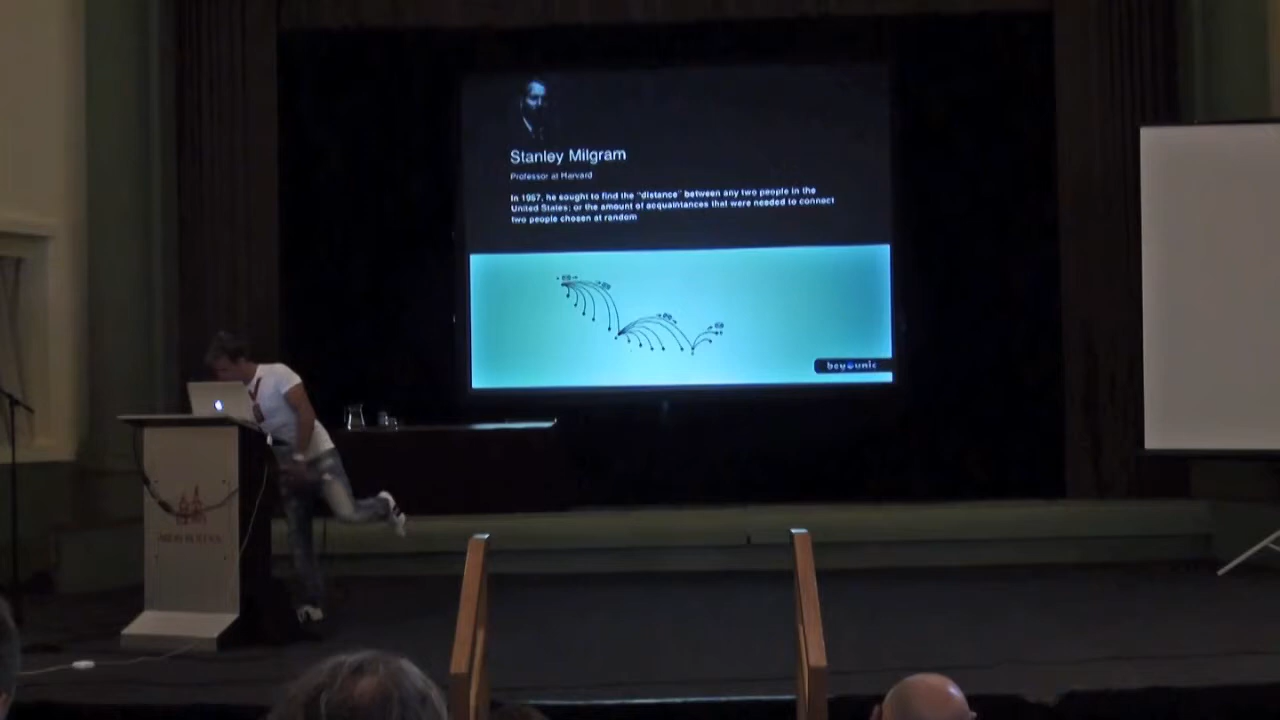 Stanley Milgram
Professor at Harvard
In 1967, he sought to find the "distance" between any two people in the
United States; or the amount of acquaintances that were needed to connect
two people chosen at random